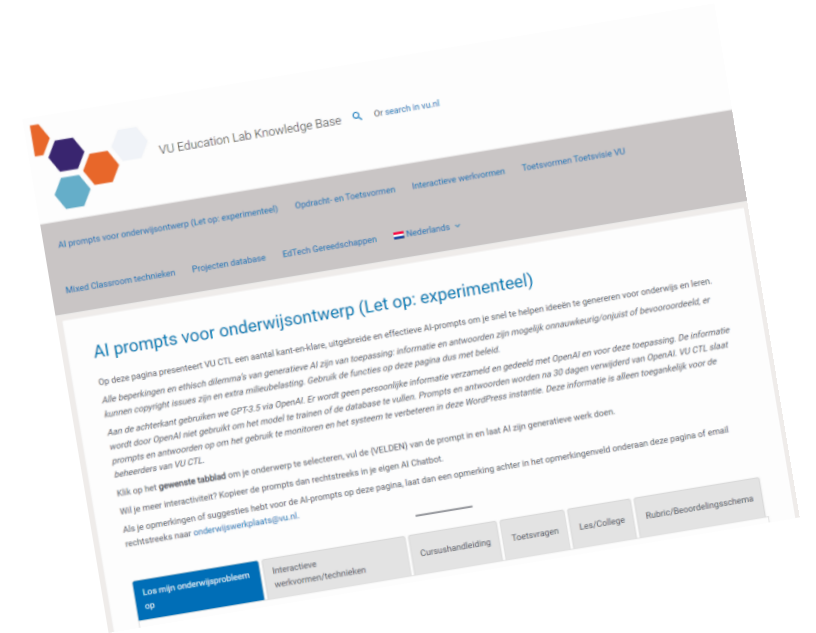 VU Education Lab Knowledge Base
Or search in vu.nl
AI prompts voor onderwijsontwerp (Let op: experimenteel)
Opdracht- en Toetsvormen
Interactieve werkvormen
Toetsvormen Toetsvisie VU
Mixed Classroom technieken
Projecten database
EdTech Gereedschappen
Nederlands
AI prompts voor onderwijsontwerp (Let op: experimenteel)
Op deze pagina presenteert VU CTL een aantal kant-en-klare, uitgebreide en effectieve AI-prompts om je snel te helpen ideeën te genereren voor onderwijs en leren.
Alle beperkingen en ethisch dilemma's van generatieve AI zijn van toepassing: informatie en antwoorden zijn mogelijk onnauwkeurig/onjuist of bevooroordeeld, er
kunnen copyright issues zijn en extra milieubelasting. Gebruik de functies op deze pagina dus met beleid.
Aan de achterkant gebruiken we GPT-3.5 via OpenAI. Er wordt geen persoonlijke informatie verzameld en gedeeld met OpenAI en voor deze toepassing. De informatie
wordt door OpenAI niet gebruikt om het model te trainen of de database te vullen. Prompts en antwoorden worden na 30 dagen verwijderd van OpenAI. VU CTL slaat
prompts en antwoorden op om het gebruik te monitoren en het systeem te verbeteren in deze WordPress instantie. Deze informatie is alleen toegankelijk voor de
beheerders van VU CTL.
Klik op het gewenste tabblad om je onderwerp te selecteren, vul de (VELDEN) van de prompt in en laat AI zijn generatieve werk doen.
Wil je meer interactiviteit? Kopieer de prompts dan rechtstreeks in je eigen AI Chatbot.
Als je opmerkingen of suggesties hebt voor de AI-prompts op deze pagina, laat dan een opmerking achter in het opmerkingenveld onderaan deze pagina of email
rechtstreeks naar onderwijswerkplaats@vu.nl.
Los mijn onderwijsprobleem
op
Interactieve
werkvormen/technieken
Cursushandleiding
Toetsvragen
Les/College
Rubric/Beoordelingsschema